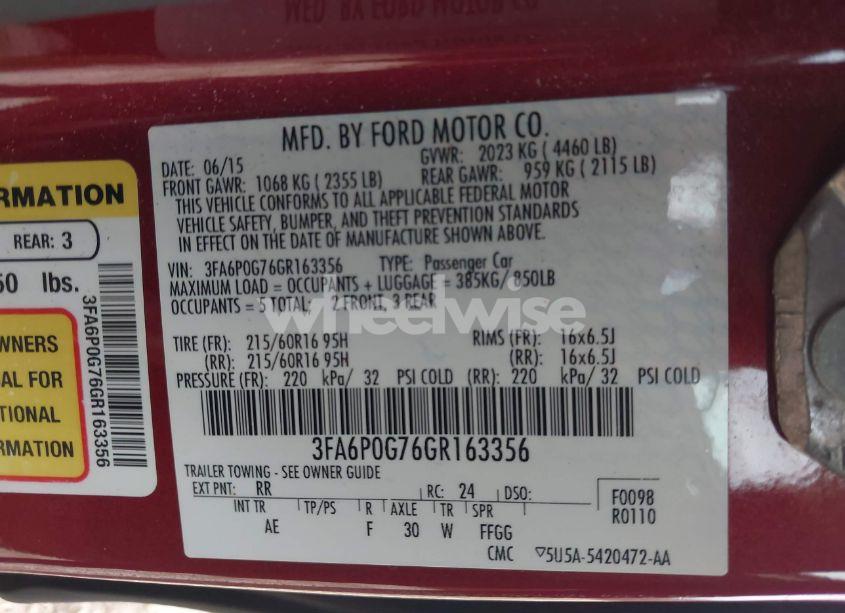 WED BX FORD MOTOR CO
MFD. BY FORD MOTOR CO.
DATE: 06/15 GVWR: 2023 KG ( 4460 LB)
FRONT GAWR: 1068 KG ( 2355 LB) REAR GAWR: 959 KG ( 2115 LB)
THIS VEHICLE CONFORMS TO ALL APPLICABLE FEDERAL MOTOR
VEHICLE SAFETY, BUMPER, AND THEFT PREVENTION STANDARDS
IN EFFECT ON THE DATE OF MANUFACTURE SHOWN ABOVE.
VIN: 3FA6P0G76GR163356 TYPE: Passenger Car
MAXIMUM LOAD = OCCUPANTS + LUGGAGE = 385KG/ 850LB
OCCUPANTS = 5 TOTAL: 2 FRONT, 3 REAR
wheelwise
TIRE (FR): 215/60R16 95H RIMS (FR): 16x6.5J
(RR): 215/60R16 95H (RR): 16x6.5J
PRESSURE (FR): 220 kPa/ 32 PSI COLD (RR): 220 kPa/ 32 PSI COLD
3FA6P0G76GR163356
TRAILER TOWING - SEE OWNER GUIDE
EXT PNT: RR RC: 24 DSO: F0098
INT TR TP/PS R AXLE TR SPR R0110
AE F 30 W FFGG
CMC ▽5U5A-5420472-AA
RMATION
REAR: 3
50 lbs.
WNERS
AL FOR
TIONAL
3FA6P0G76GR163356